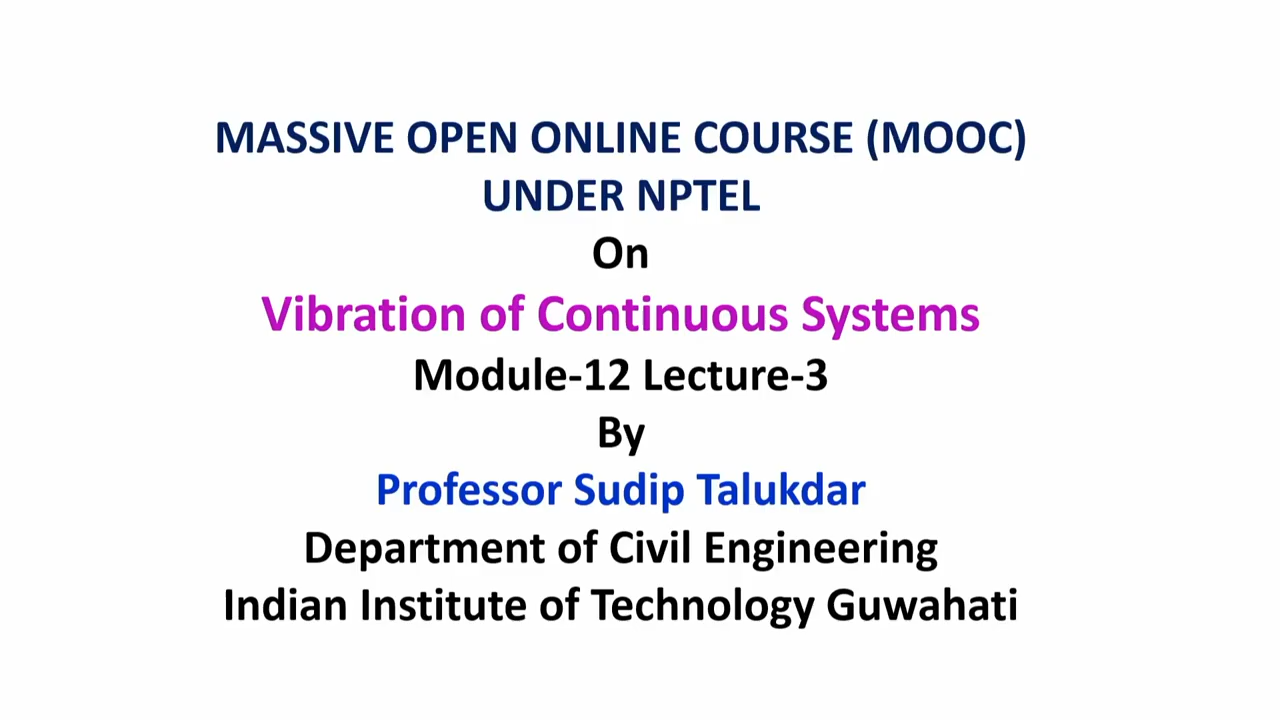 MASSIVE OPEN ONLINE COURSE (MOOC)
UNDER NPTEL
On
Vibration of Continuous Systems
Module-12 Lecture-3
By
Professor Sudip Talukdar
Department of Civil Engineering
Indian Institute of Technology Guwahati